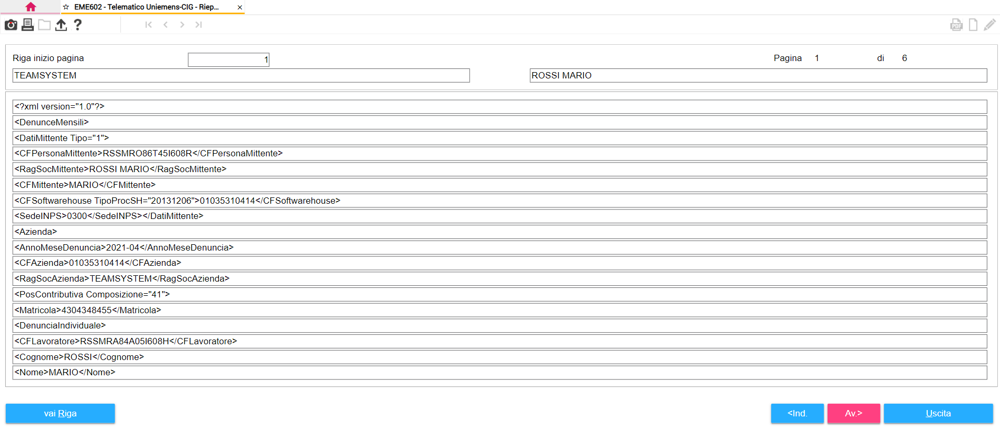 EME602 - Telematico Uniemens-CIG - Riep...
Riga inizio pagina 1 Pagina 1 di 6
TEAMSYSTEM ROSSI MARIO
<?xml version="1.0"?>
<DenunceMensili>
<DatiMittente Tipo="1">
<CFPersonaMittente>RSSMRO86T45I608R</CFPersonaMittente>
<RagSocMittente>ROSSI MARIO</RagSocMittente>
<CFMittente>MARIO</CFMittente>
<CFSoftwarehouse TipoProcSH="20131206">01035310414</CFSoftwarehouse>
<SedeINPS>0300</SedeINPS></DatiMittente>
<Azienda>
<AnnoMeseDenuncia>2021-04</AnnoMeseDenuncia>
<CFAzienda>01035310414</CFAzienda>
<RagSocAzienda>TEAMSYSTEM</RagSocAzienda>
<PosContributiva Composizione="41">
<Matricola>4304348455</Matricola>
<DenunciaIndividuale>
<CFLavoratore>RSSMRA84A05I608H</CFLavoratore>
<Cognome>ROSSI</Cognome>
<Nome>MARIO</Nome>
vai Riga <Ind. Av.> Uscita